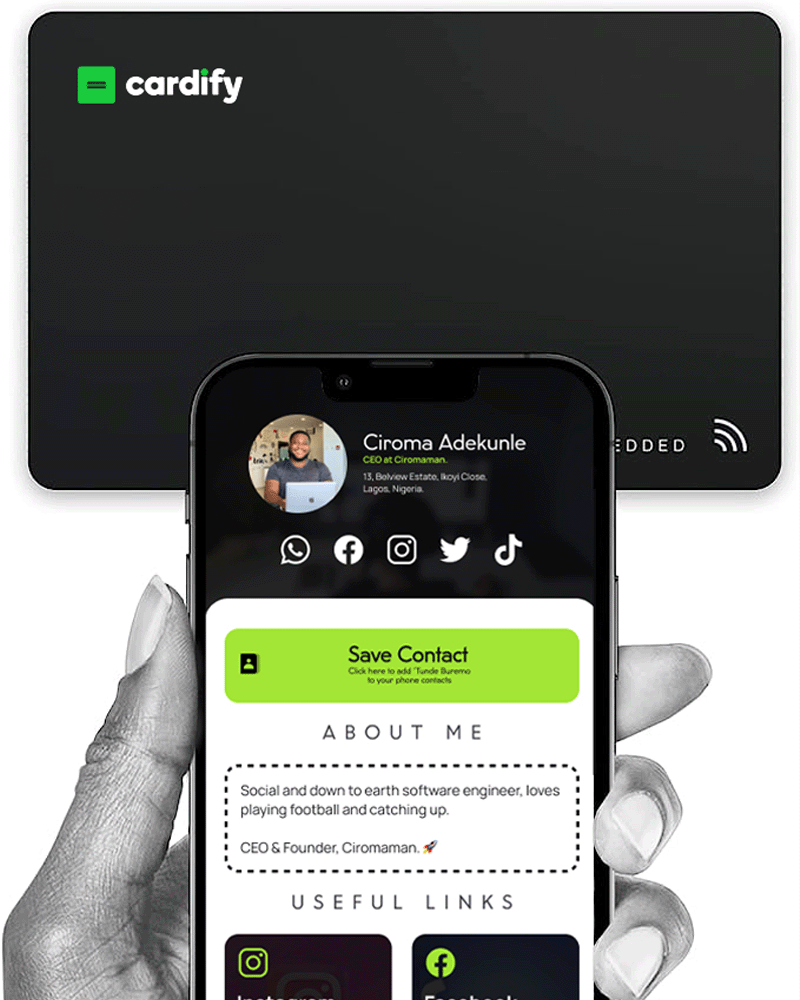 cardify
EDDED
Ciroma Adekunle
CEO at Ciromaman.
13, Belview Estate, Ikoyi Close,
Lagos, Nigeria.
Save Contact
Click here to add 'Tunde Buremo
to your phone contacts
ABOUT ME
Social and down to earth software engineer, loves
playing football and catching up.
CEO & Founder, Ciromaman. 🚀
USEFUL LINKS
Instagram
Facebook